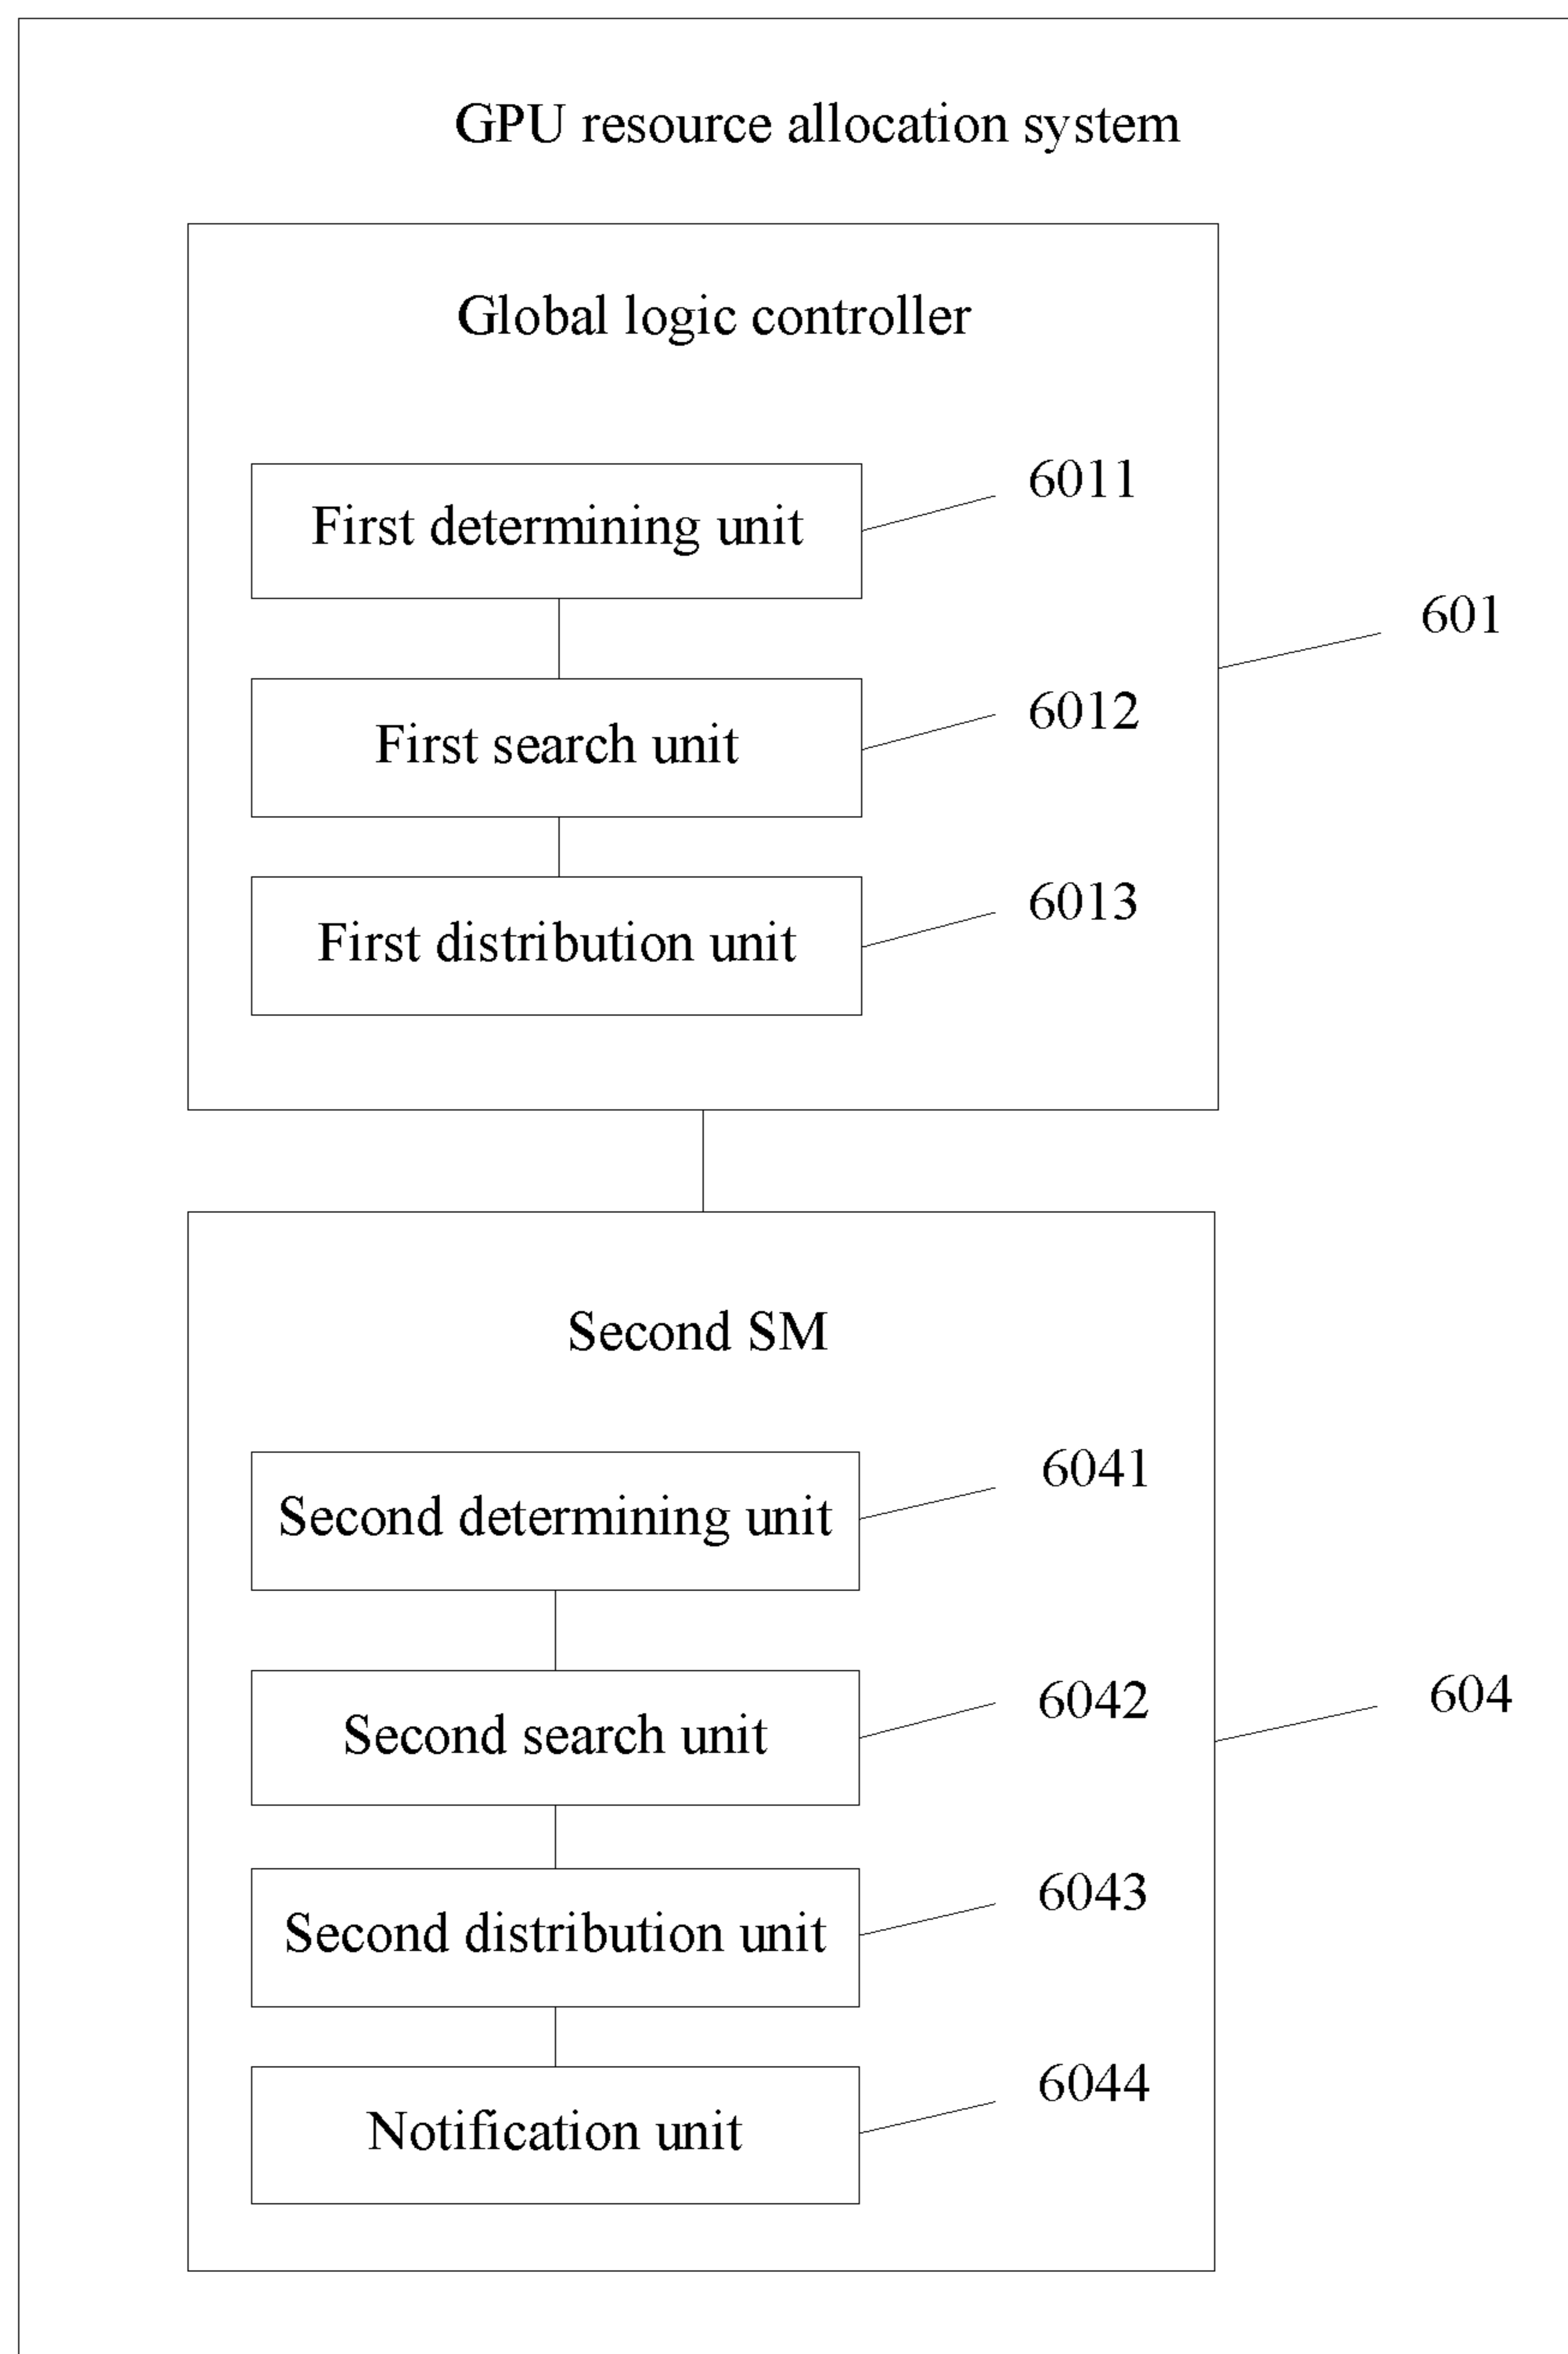 GPU resource allocation system
Global logic controller
First determining unit
6011
601
First search unit
6012
First distribution unit
6013
Second SM
Second determining unit
6041
Second search unit
6042
604
Second distribution unit
6043
Notification unit
6044